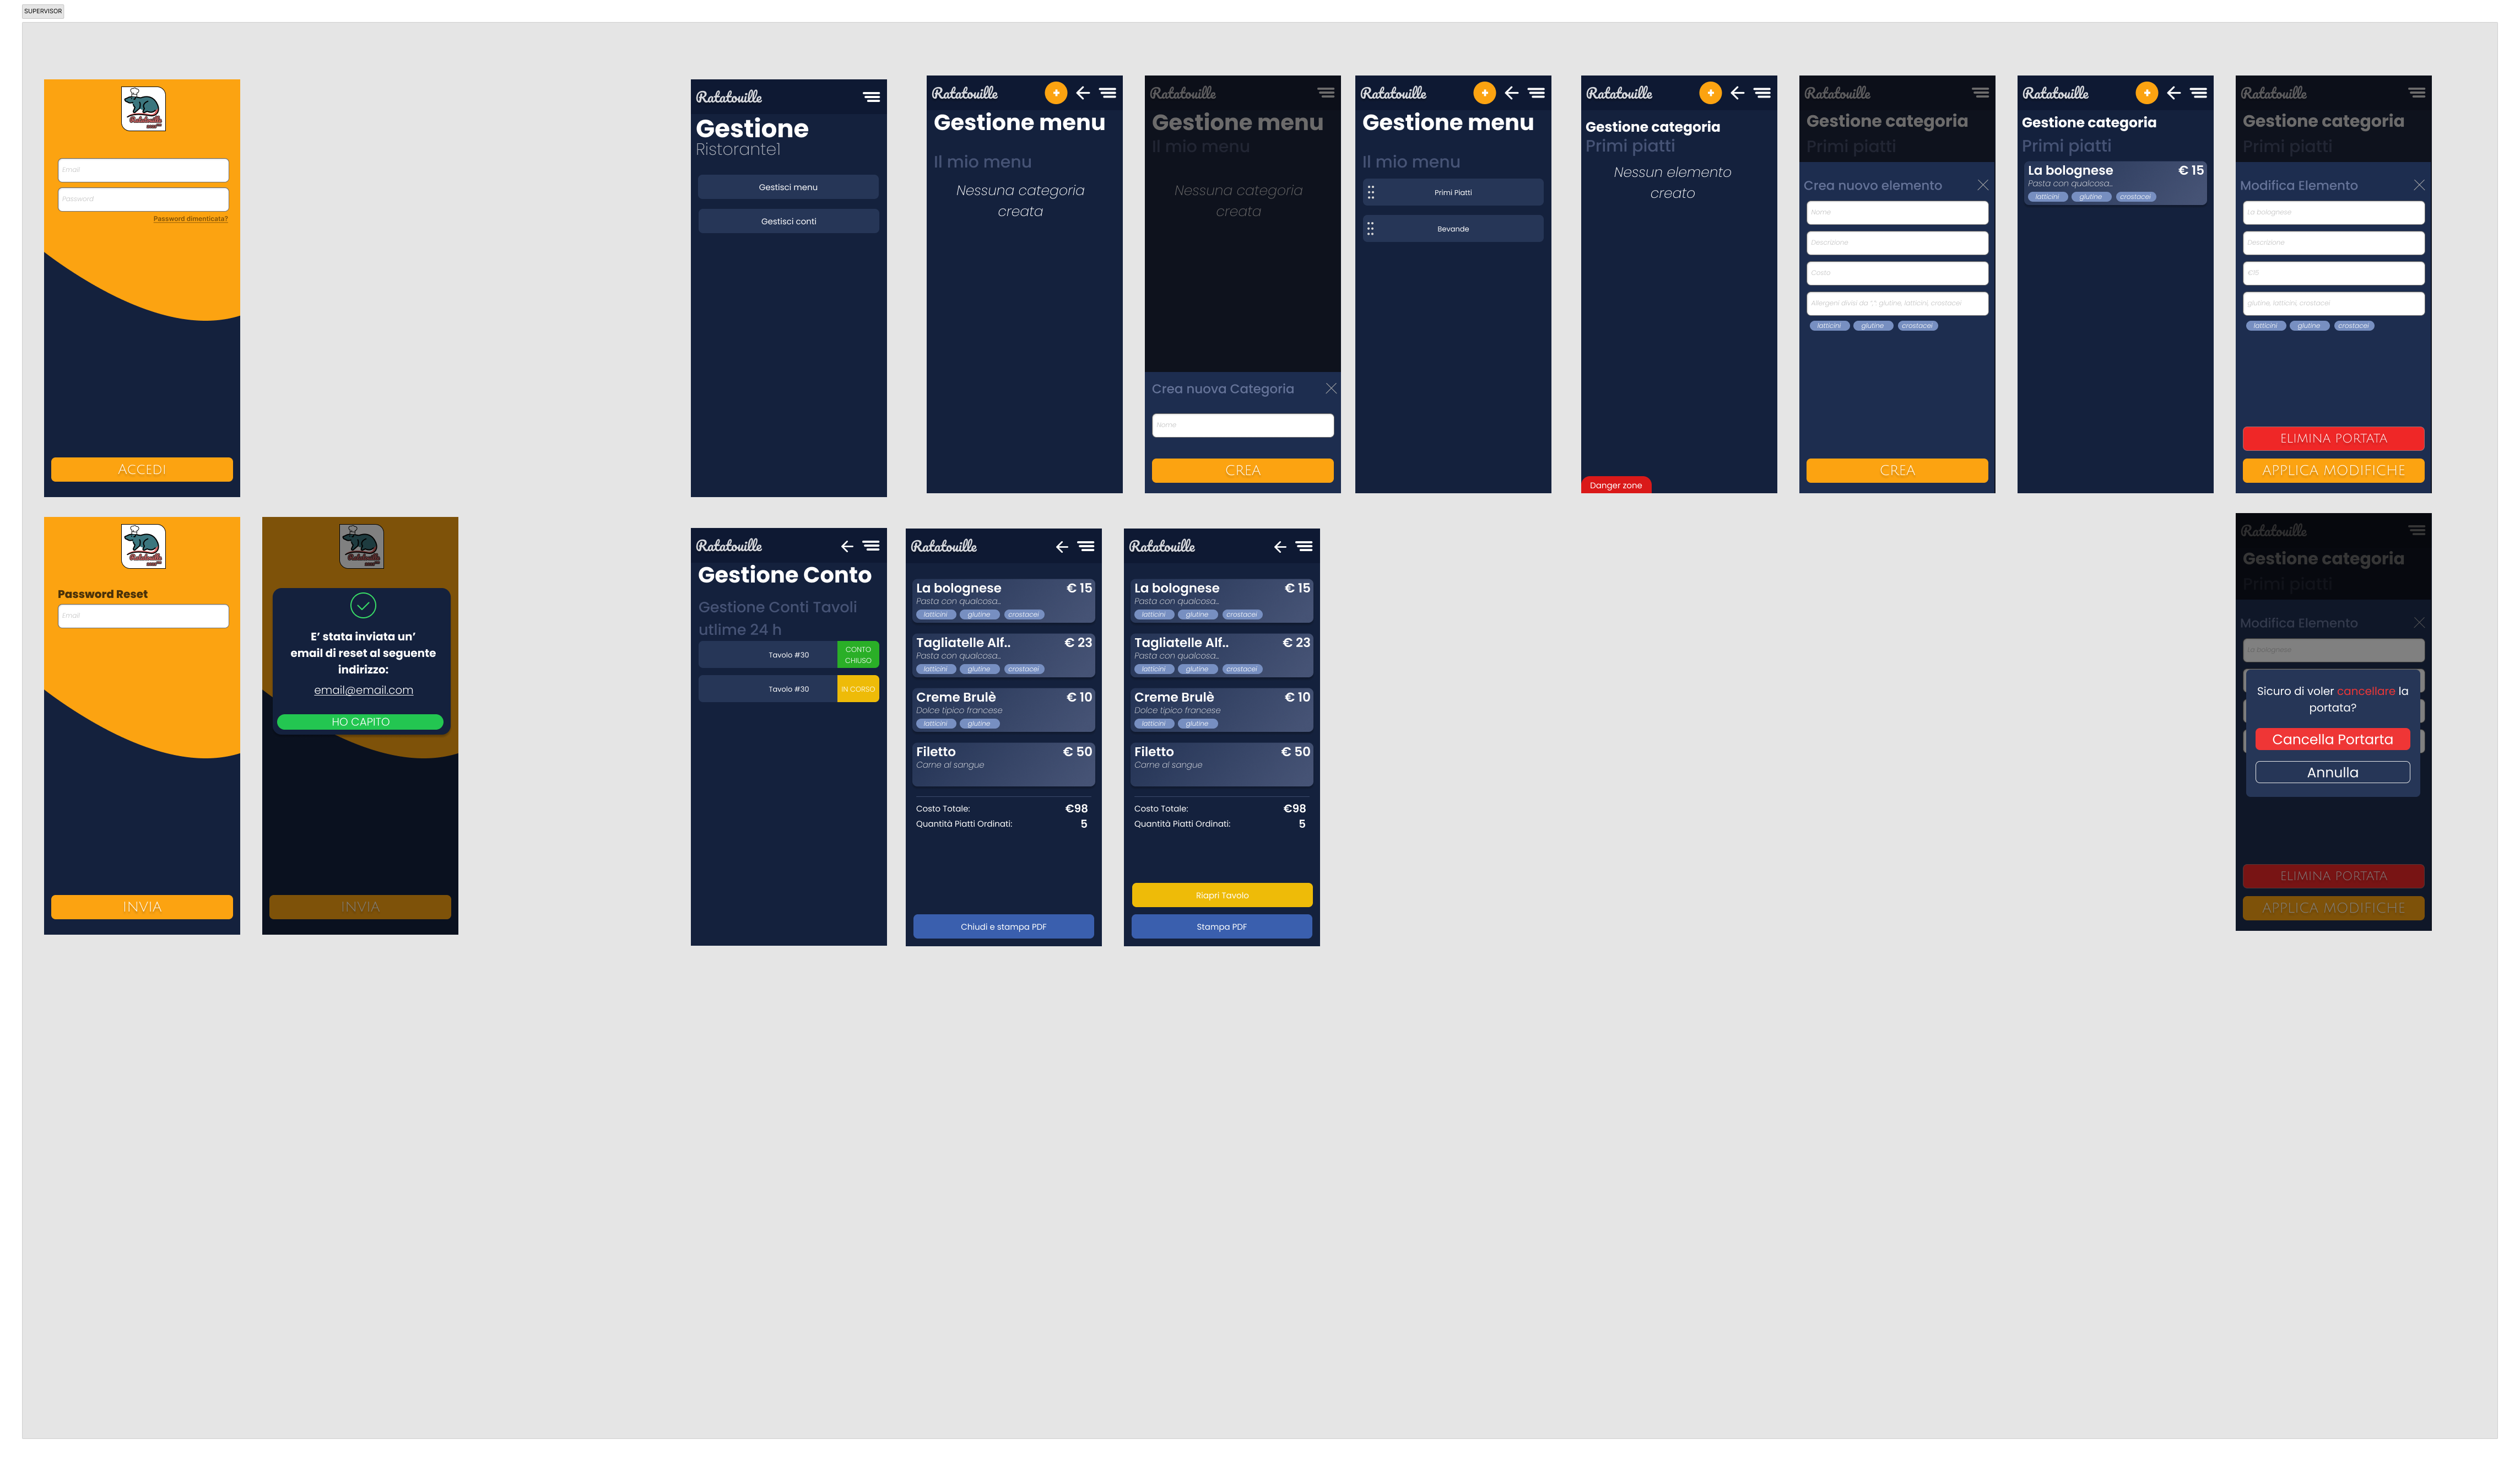 SUPERVISOR
Ratatouille
Email
Password
Password dimenticata?
ACCEDI
Ratatouille
Gestione
Ristorante1
Gestisci menu
Gestisci conti
Ratatouille
Gestione menu
Il mio menu
Nessuna categoria
creata
Ratatouille
Gestione menu
Il mio menu
Nessuna categoria
creata
Crea nuova Categoria
Nome
CREA
Ratatouille
Gestione menu
Il mio menu
Primi Piatti
Bevande
Ratatouille
Gestione categoria
Primi piatti
Nessun elemento
creato
Danger zone
Ratatouille
Gestione categoria
Primi piatti
Crea nuovo elemento
Nome
Descrizione
Costo
Allergeni divisi da "," glutine, latticini, crostacei
latticini glutine crostacei
CREA
Ratatouille
Gestione categoria
Primi piatti
La bolognese € 15
Pasta con qualcosa...
latticini glutine crostacei
Ratatouille
Gestione categoria
Primi piatti
Modifica Elemento
La bolognese
Descrizione
€15
glutine, latticini, crostacei
latticini glutine crostacei
ELIMINA PORTATA
APPLICA MODIFICHE
Ratatouille
Password Reset
Email
INVIA
Ratatouille
E' stata inviata un'
email di reset al seguente
indirizzo:
email@email.com
HO CAPITO
INVIA
Ratatouille
Gestione Conto
Gestione Conti Tavoli
utlime 24 h
Tavolo #30 CONTO
CHIUSO
Tavolo #30 IN CORSO
Ratatouille
La bolognese € 15
Pasta con qualcosa...
latticini glutine crostacei
Tagliatelle Alf.. € 23
Pasta con qualcosa...
latticini glutine crostacei
Creme Brulè € 10
Dolce tipico francese
latticini glutine
Filetto € 50
Carne al sangue
Costo Totale: €98
Quantità Piatti Ordinati: 5
Chiudi e stampa PDF
Ratatouille
La bolognese € 15
Pasta con qualcosa...
latticini glutine crostacei
Tagliatelle Alf.. € 23
Pasta con qualcosa...
latticini glutine crostacei
Creme Brulè € 10
Dolce tipico francese
latticini glutine
Filetto € 50
Carne al sangue
Costo Totale: €98
Quantità Piatti Ordinati: 5
Riapri Tavolo
Stampa PDF
Ratatouille
Gestione categoria
Primi piatti
Modifica Elemento
La bolognese
Sicuro di voler cancellare la
portata?
Cancella Portarta
Annulla
ELIMINA PORTATA
APPLICA MODIFICHE